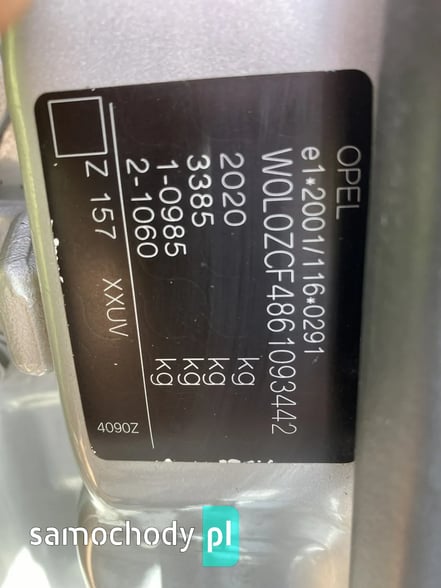 OPEL
e1*2001/116*0291
W0L0ZCF4861093442
2020 kg
3385 kg
1-0985 kg
2-1060 kg
Z 157 XXUV 4090Z
samochody pl